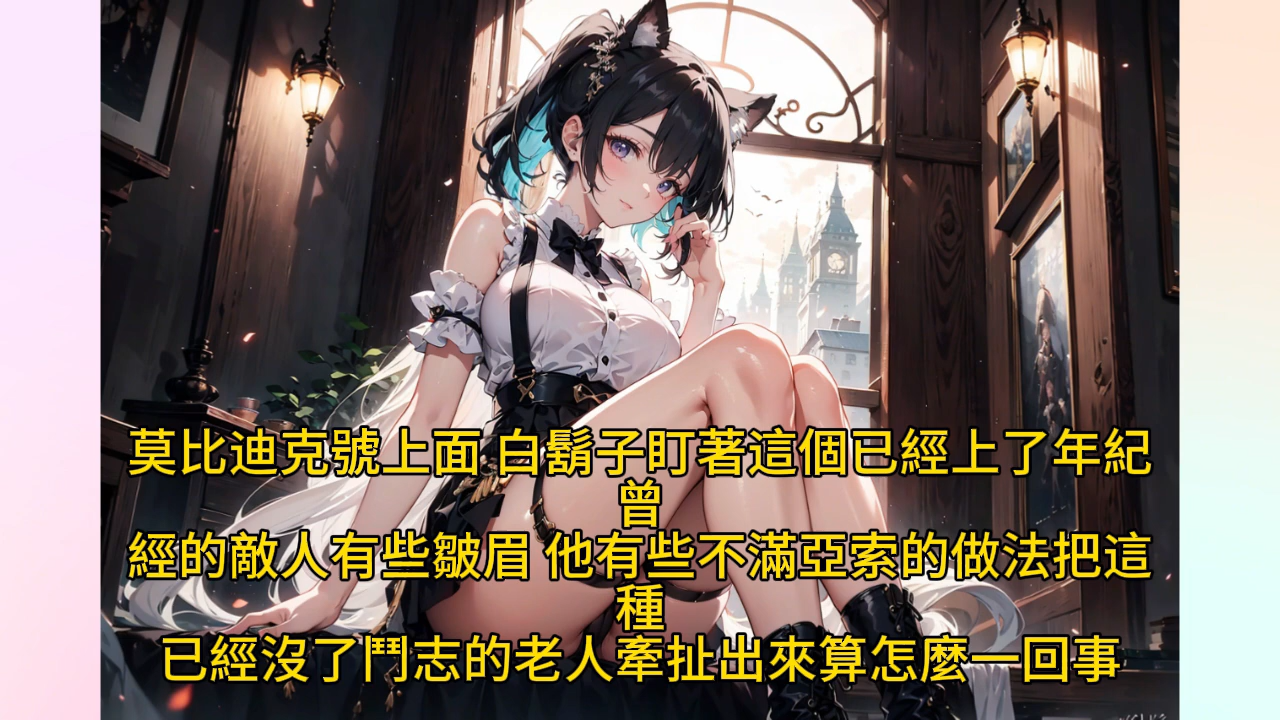 莫比迪克號上面 白鬍子盯著這個已經上了年紀
曾
經的敵人有些皺眉 他有些不滿亞索的做法把這
種
已經沒了鬥志的老人牽扯出來算怎麼一回事